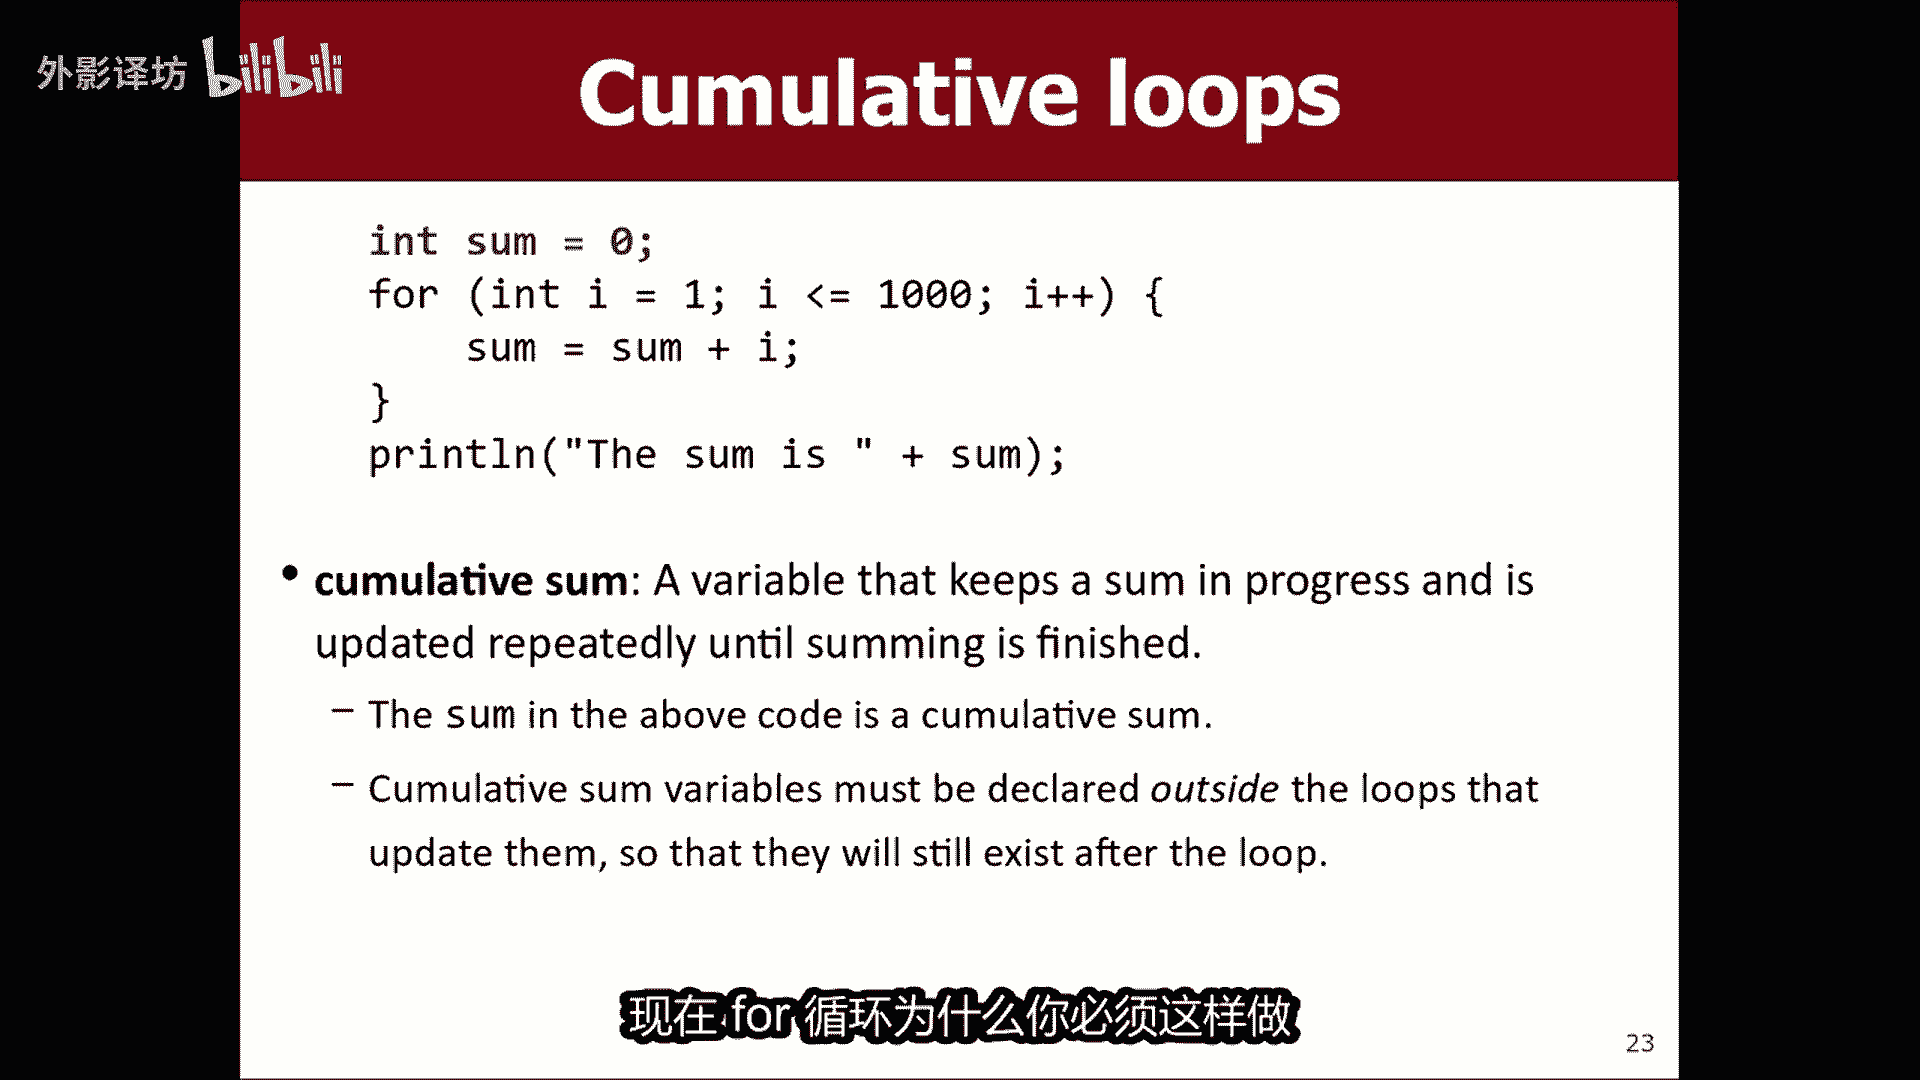 外影译坊 bilibili
Cumulative loops
int sum = 0;
for (int i = 1; i <= 1000; i++) {
    sum = sum + i;
}
println("The sum is " + sum);
• cumulative sum: A variable that keeps a sum in progress and is
updated repeatedly until summing is finished.
– The sum in the above code is a cumulative sum.
– Cumulative sum variables must be declared outside the loops that
update them, so that they will still exist after the loop.
现在 for 循环为什么你必须这样做
23